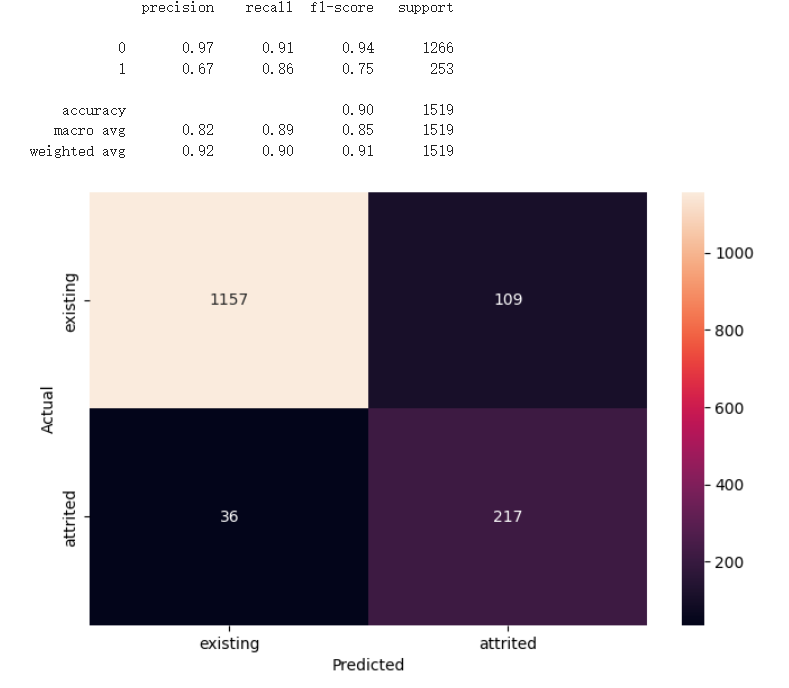 precision recall f1-score support
0 0.97 0.91 0.94 1266
1 0.67 0.86 0.75 253
accuracy 0.90 1519
macro avg 0.82 0.89 0.85 1519
weighted avg 0.92 0.90 0.91 1519
existing 1157 109
attrited 36 217
Actual
existing attrited
Predicted
1000
800
600
400
200